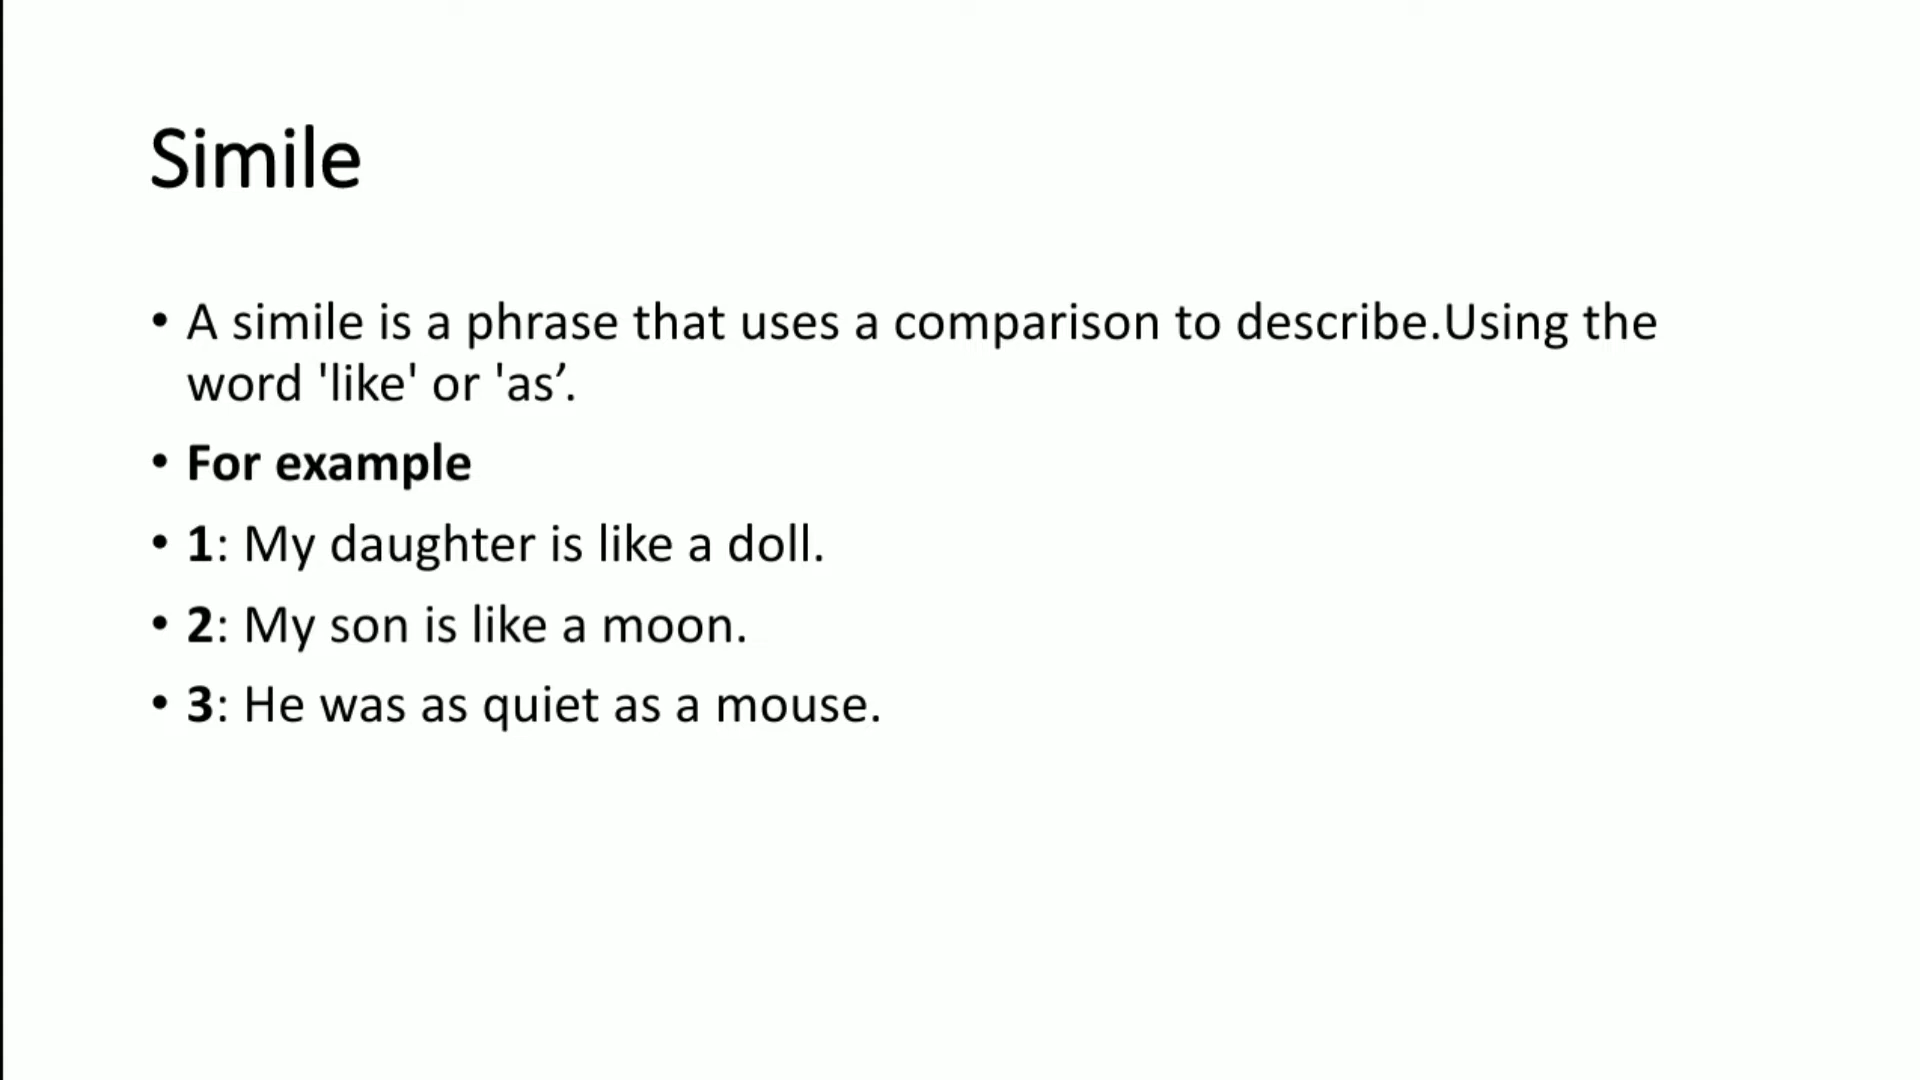 Simile
• A simile is a phrase that uses a comparison to describe.Using the
word 'like' or 'as’.
• For example
• 1: My daughter is like a doll.
• 2: My son is like a moon.
• 3: He was as quiet as a mouse.